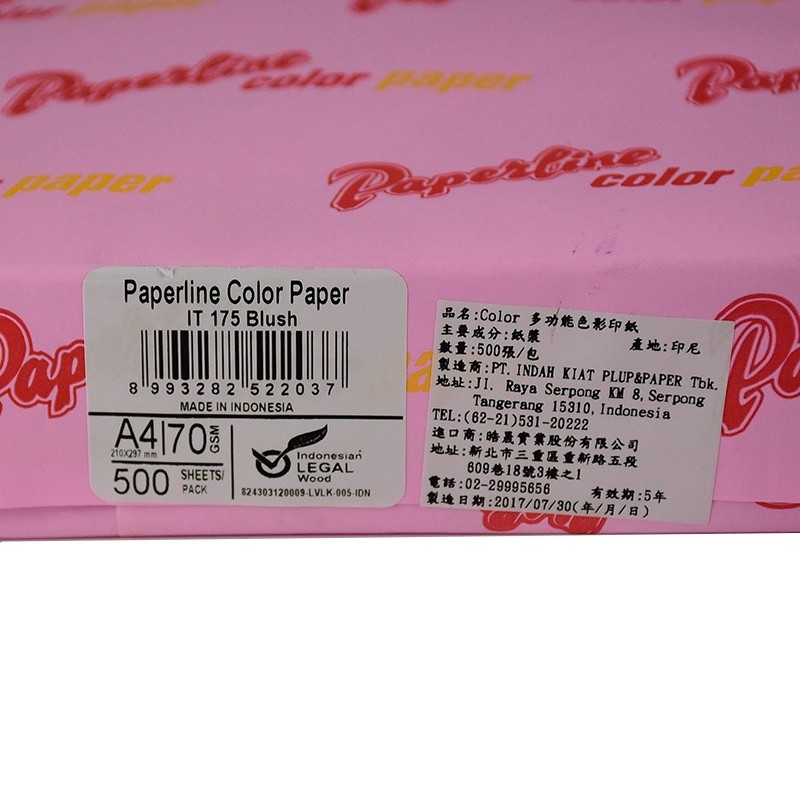 Paperline color paper
paper
Paperline color pa
Pap
Paperline Color Paper
IT 175 Blush
8 993282 522037
MADE IN INDONESIA
A4 70 GSM
210X297 mm
500 SHEETS/
PACK
Indonesian
LEGAL
Wood
824303120009-LVLK-005-IDN
品名:Color 多功能色影印紙
主要成分:紙漿 產地:印尼
數量:500張/包
製造商:PT. INDAH KIAT PLUP&PAPER Tbk.
地址:JI. Raya Serpong KM 8,Serpong
Tangerang 15310,Indonesia
TEL:(62-21)531-20222
進口商:皓晟實業股份有限公司
地址:新北市三重區重新路五段
609巷18號3樓之1
電話:02-29995656 有效期:5年
製造日期:2017/07/30(年/月/日)